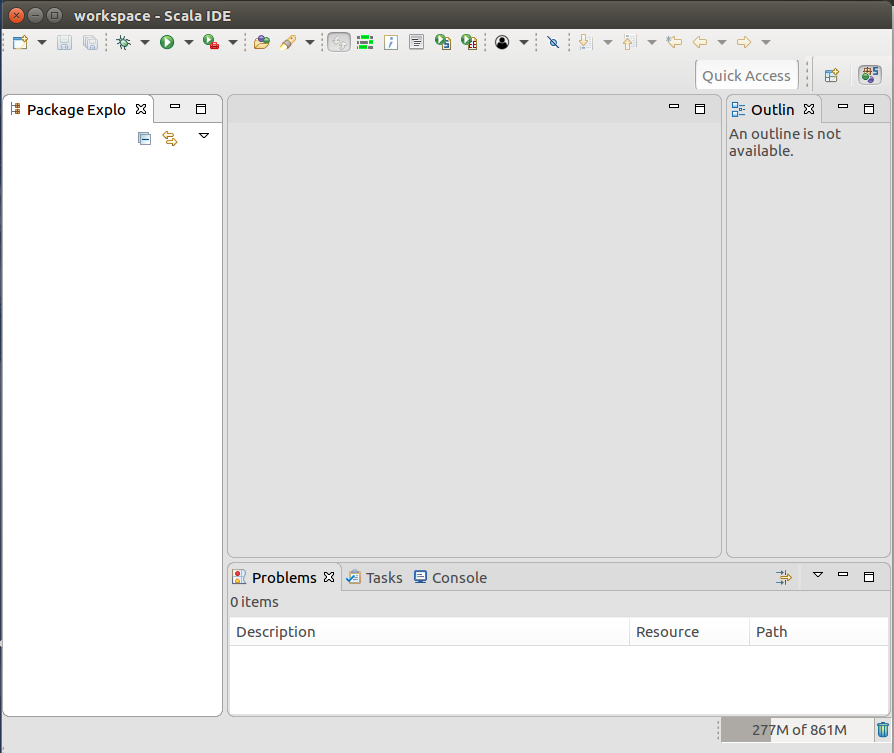 workspace - Scala IDE
Quick Access
Package Explo
Outlin
An outline is not
available.
Problems Tasks Console
0 items
Description Resource Path
277M of 861M